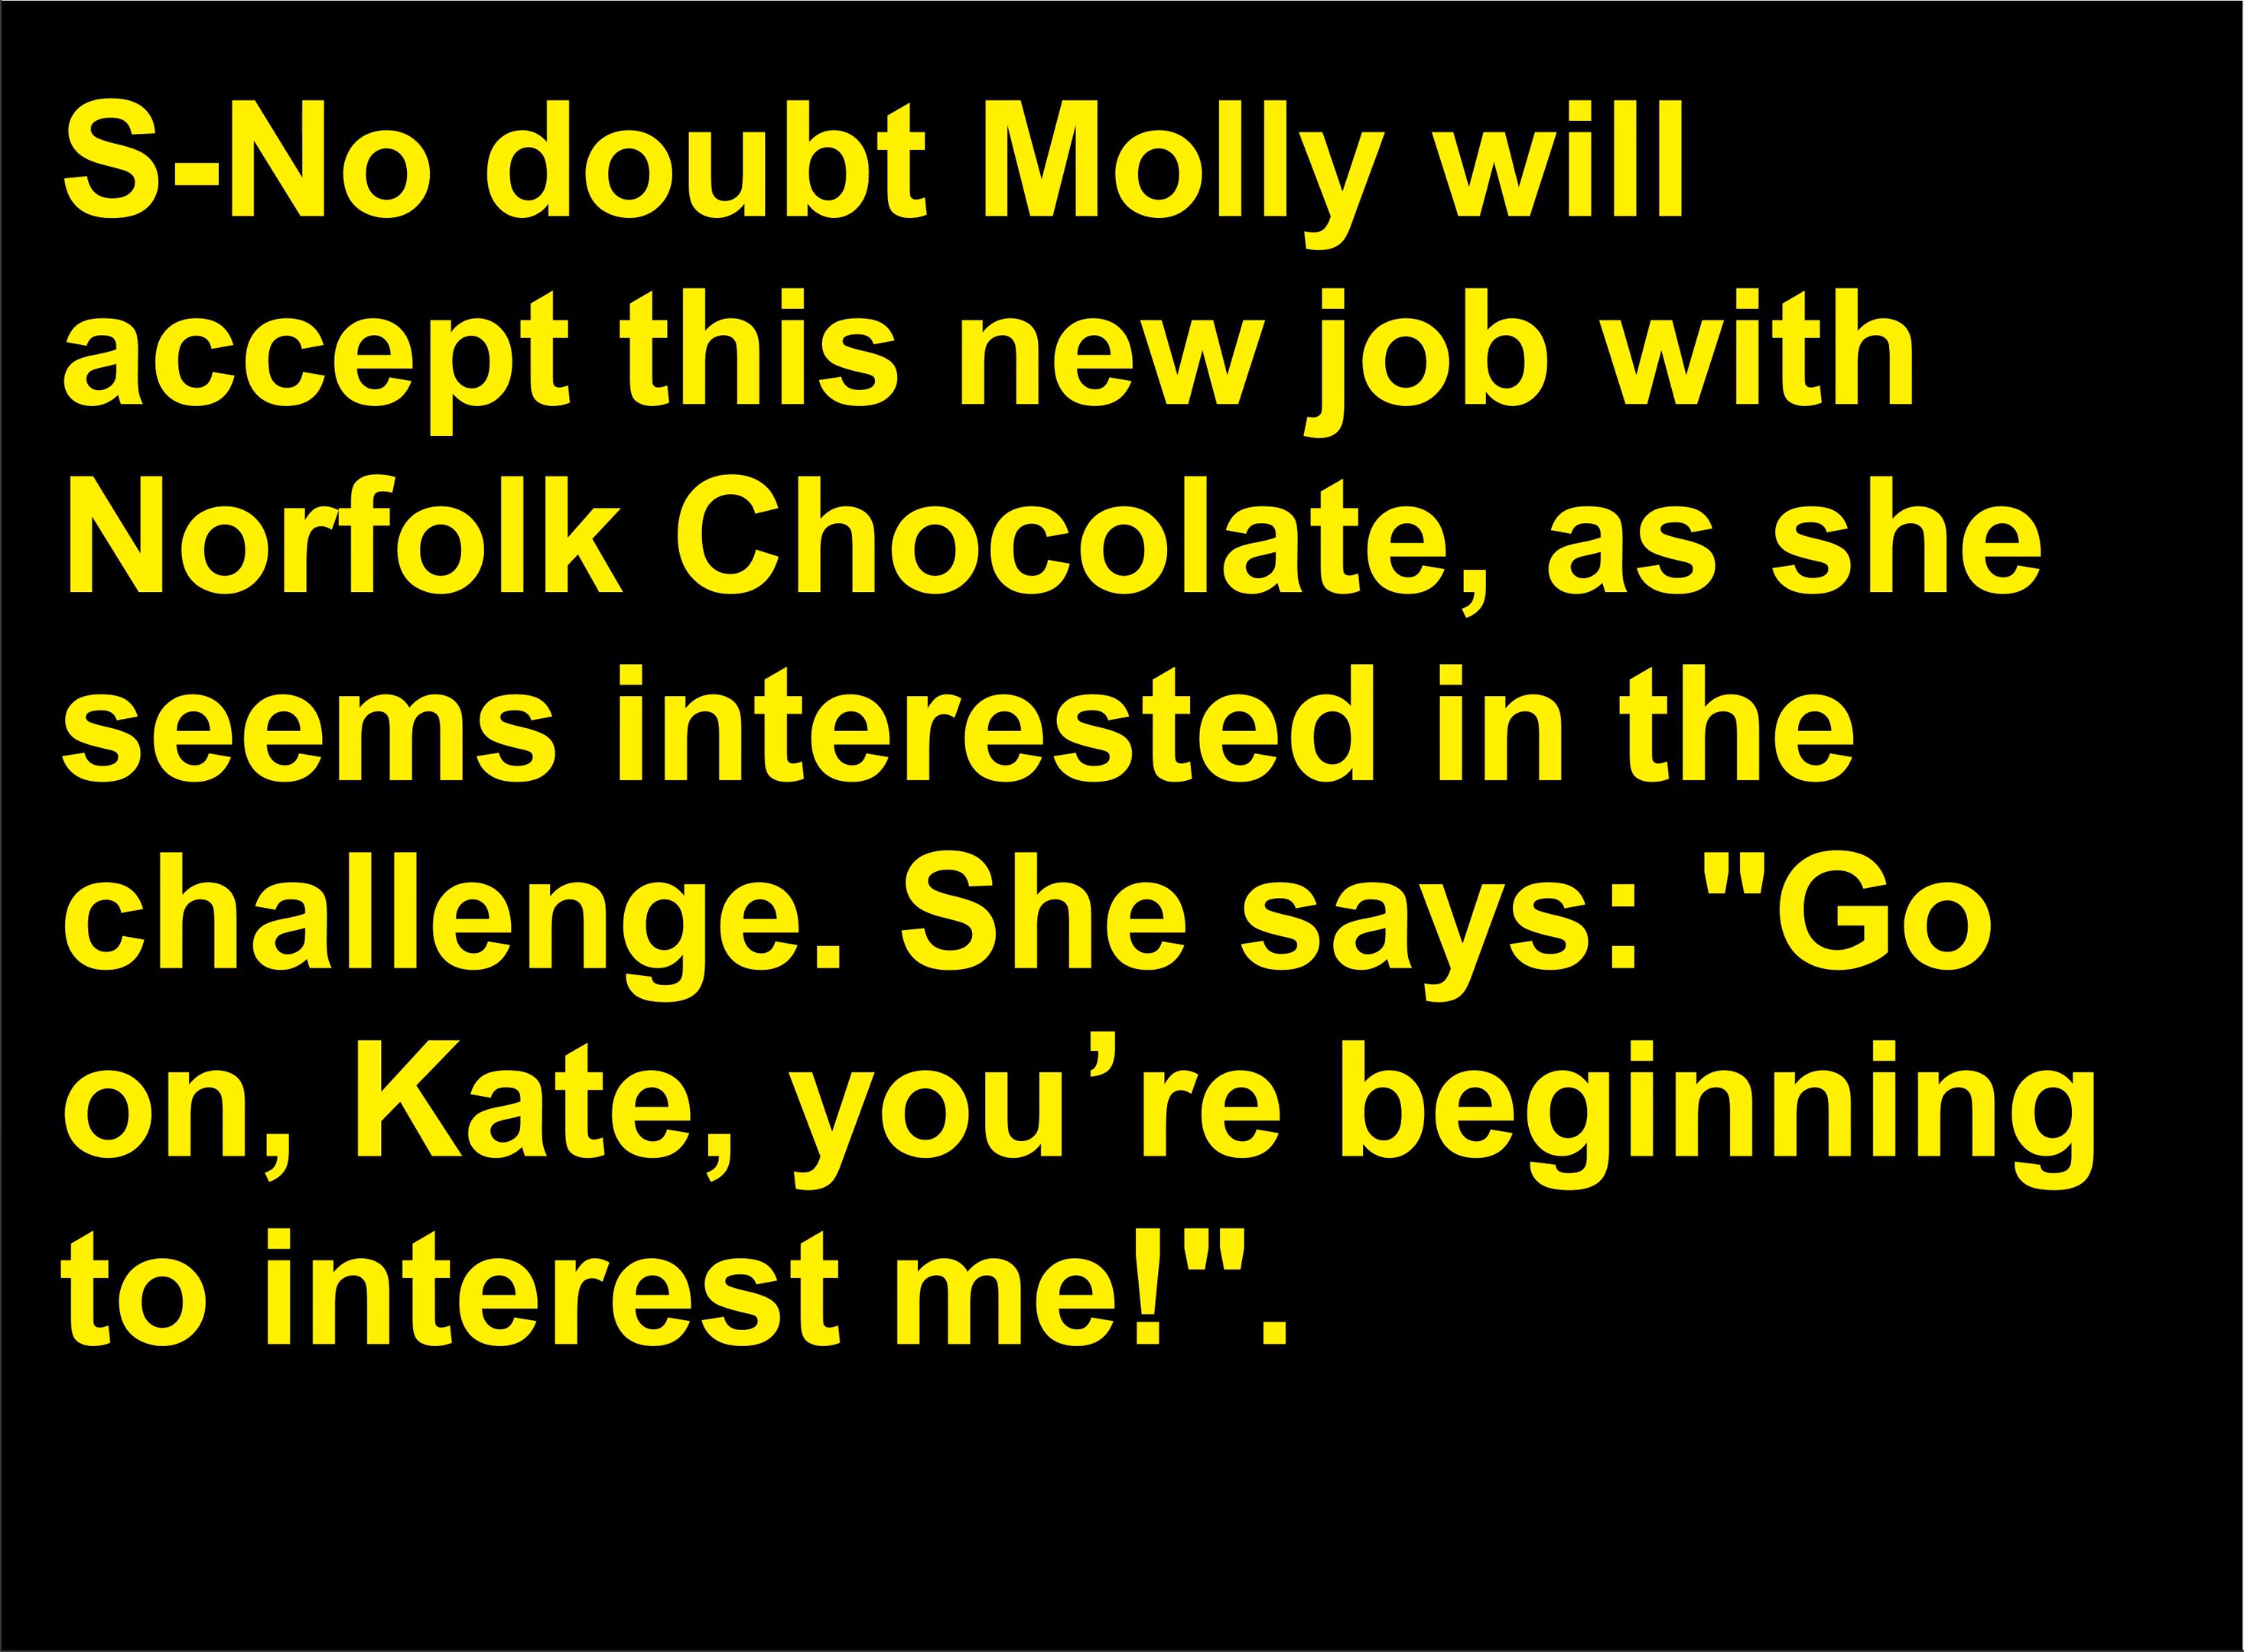 S-No doubt Molly will
accept this new job with
Norfolk Chocolate, as she
seems interested in the
challenge. She says: "Go
on, Kate, you’re beginning
to interest me!".